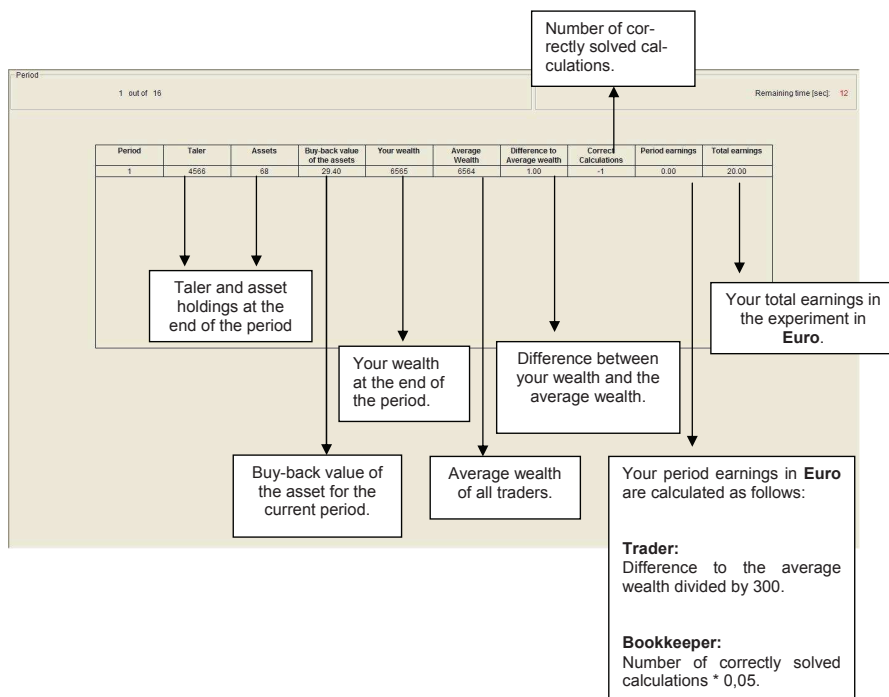 Number of cor-
rectly solved cal-
culations.
Period
1 out of 16
Remaining time [sec]: 12
Period Taler Assets Buy-back value of the assets Your wealth Average Wealth Difference to Average wealth Correct Calculations Period earnings Total earnings
1 4566 68 29.40 6565 6564 1.00 -1 0.00 20.00
Taler and asset
holdings at the
end of the period
Your total earnings in
the experiment in
Euro.
Your wealth
at the end of
the period.
Difference between
your wealth and the
average wealth.
Buy-back value of
the asset for the
current period.
Average wealth
of all traders.
Your period earnings in Euro
are calculated as follows:
Trader:
Difference to the average
wealth divided by 300.
Bookkeeper:
Number of correctly solved
calculations * 0,05.